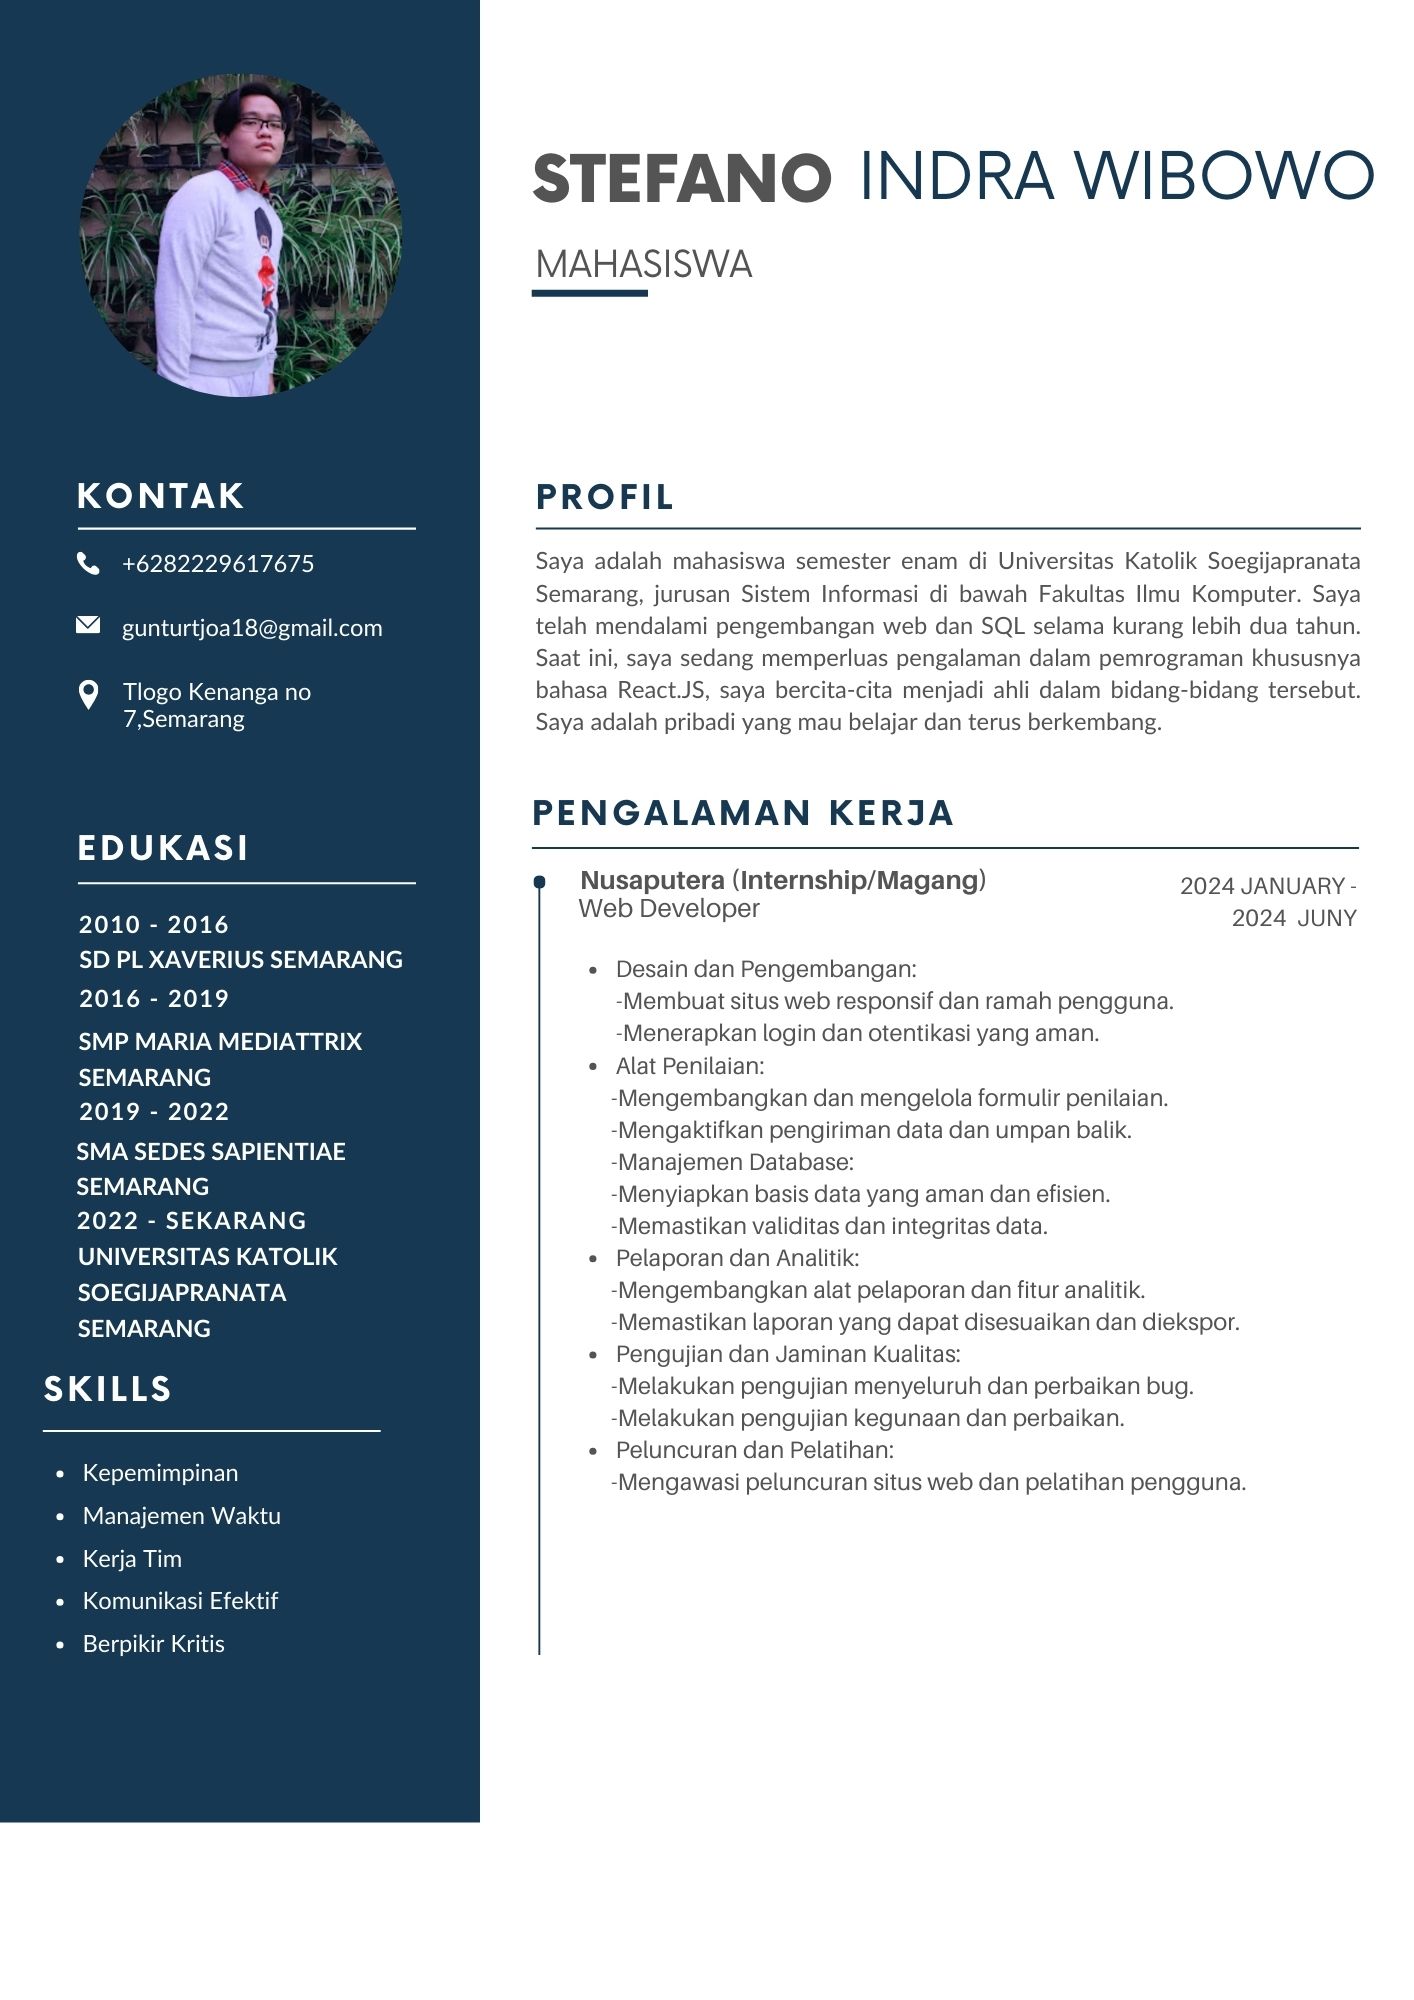 STEFANO INDRA WIBOWO
MAHASISWA
KONTAK
+6282229617675
gunturtjoa18@gmail.com
Tlogo Kenanga no
7,Semarang
EDUKASI
2010 - 2016
SD PL XAVERIUS SEMARANG
2016 - 2019
SMP MARIA MEDIATTRIX
SEMARANG
2019 - 2022
SMA SEDES SAPIENTIAE
SEMARANG
2022 - SEKARANG
UNIVERSITAS KATOLIK
SOEGIJAPRANATA
SEMARANG
SKILLS
• Kepemimpinan
• Manajemen Waktu
• Kerja Tim
• Komunikasi Efektif
• Berpikir Kritis
PROFIL
Saya adalah mahasiswa semester enam di Universitas Katolik Soegijapranata
Semarang, jurusan Sistem Informasi di bawah Fakultas Ilmu Komputer. Saya
telah mendalami pengembangan web dan SQL selama kurang lebih dua tahun.
Saat ini, saya sedang memperluas pengalaman dalam pemrograman khususnya
bahasa React.JS, saya bercita-cita menjadi ahli dalam bidang-bidang tersebut.
Saya adalah pribadi yang mau belajar dan terus berkembang.
PENGALAMAN KERJA
Nusaputera (Internship/Magang)
Web Developer
2024 JANUARY -
2024 JUNY
• Desain dan Pengembangan:
-Membuat situs web responsif dan ramah pengguna.
-Menerapkan login dan otentikasi yang aman.
• Alat Penilaian:
-Mengembangkan dan mengelola formulir penilaian.
-Mengaktifkan pengiriman data dan umpan balik.
-Manajemen Database:
-Menyiapkan basis data yang aman dan efisien.
-Memastikan validitas dan integritas data.
• Pelaporan dan Analitik:
-Mengembangkan alat pelaporan dan fitur analitik.
-Memastikan laporan yang dapat disesuaikan dan diekspor.
• Pengujian dan Jaminan Kualitas:
-Melakukan pengujian menyeluruh dan perbaikan bug.
-Melakukan pengujian kegunaan dan perbaikan.
• Peluncuran dan Pelatihan:
-Mengawasi peluncuran situs web dan pelatihan pengguna.